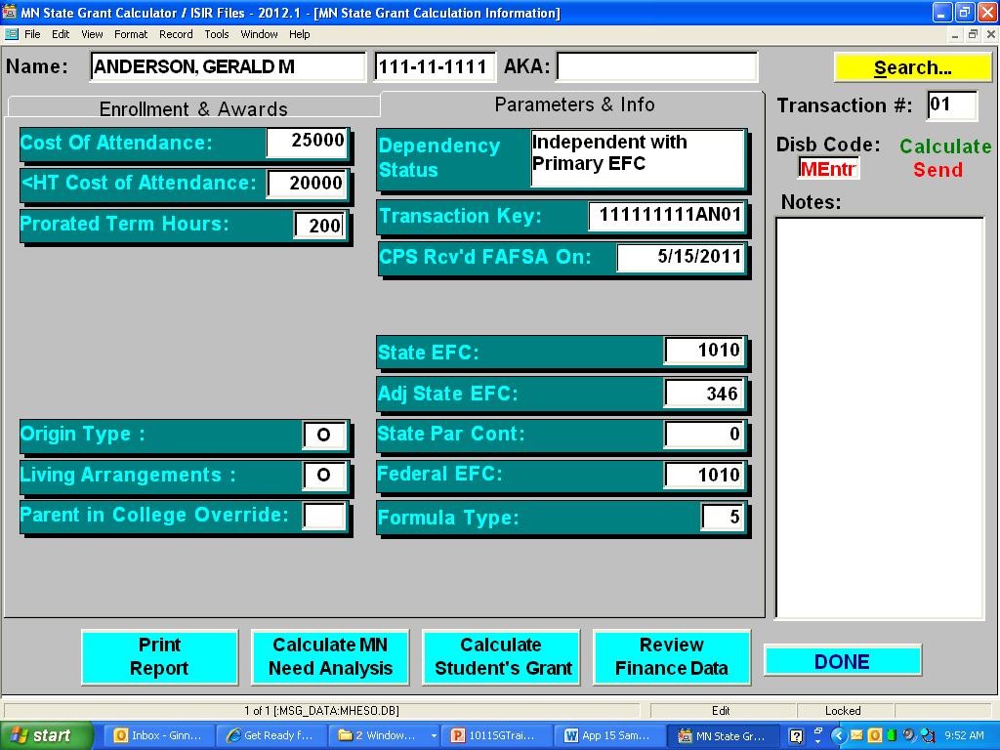 MN State Grant Calculator / ISIR Files - 2012.1 - [MN State Grant Calculation Information]
File Edit View Format Record Tools Window Help
Name: ANDERSON, GERALD M 111-11-1111 AKA: Search...
Enrollment & Awards
Parameters & Info
Transaction #: 01
Cost Of Attendance: 25000
<HT Cost of Attendance: 20000
Prorated Term Hours: 200
Dependency Status
Independent with
Primary EFC
Transaction Key: 111111111AN01
CPS Rcv'd FAFSA On: 5/15/2011
Disb Code: Calculate
MEntr Send
Notes:
State EFC: 1010
Adj State EFC: 346
State Par Cont: 0
Federal EFC: 1010
Formula Type: 5
Origin Type : O
Living Arrangements : O
Parent in College Override:
Print
Report
Calculate MN
Need Analysis
Calculate
Student's Grant
Review
Finance Data
DONE
1 of 1 [:MSG_DATA:MHESO.DB] Edit Locked
start Inbox - Ginn... Get Ready f... 2 Window... 1011SGTrai... App 15 Sam... MN State Gr... 9:52 AM